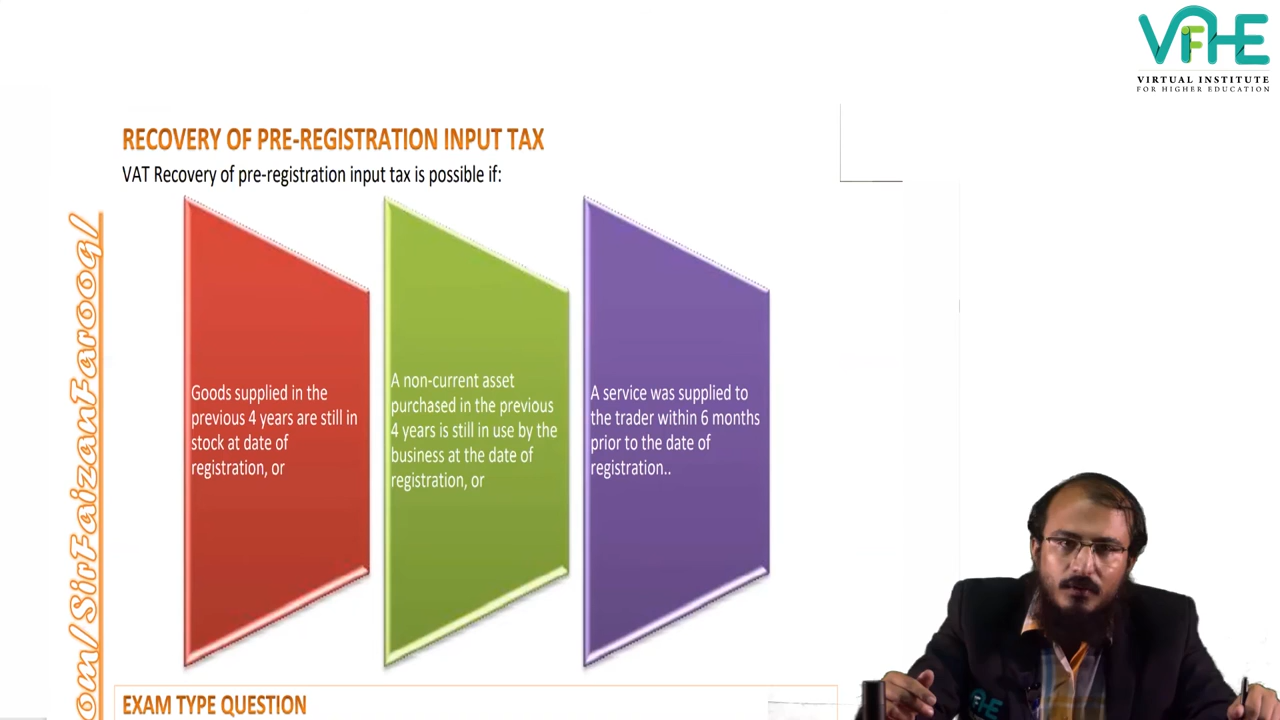 VIFHE
VIRTUAL INSTITUTE
FOR HIGHER EDUCATION
RECOVERY OF PRE-REGISTRATION INPUT TAX
VAT Recovery of pre-registration input tax is possible if:
om/SirFaizanFarooq/
Goods supplied in the
previous 4 years are still in
stock at date of
registration, or
A non-current asset
purchased in the previous
4 years is still in use by the
business at the date of
registration, or
A service was supplied to
the trader within 6 months
prior to the date of
registration..
EXAM TYPE QUESTION